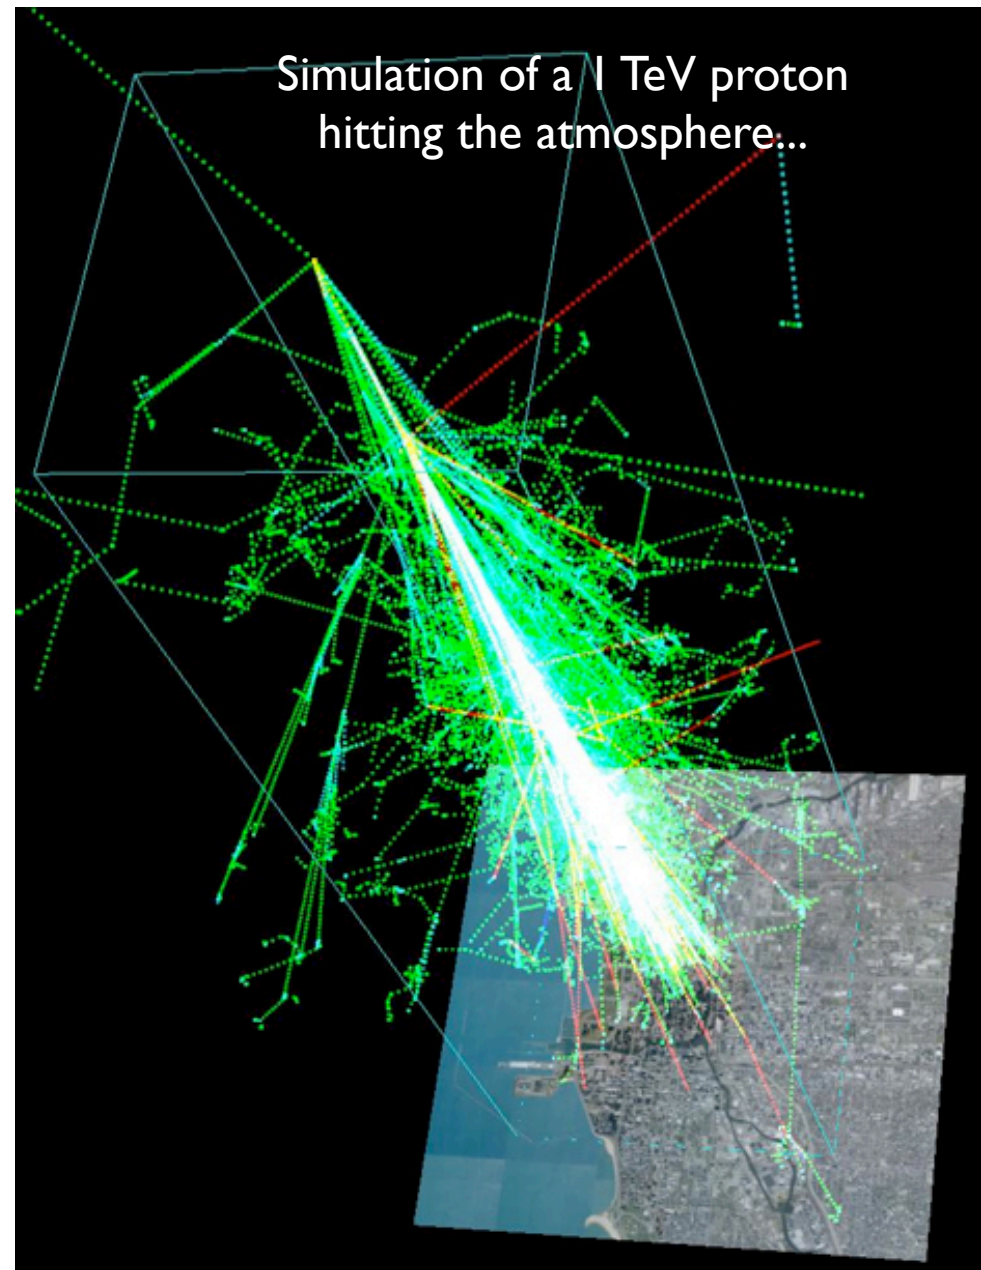 Simulation of a 1 TeV proton
hitting the atmosphere...